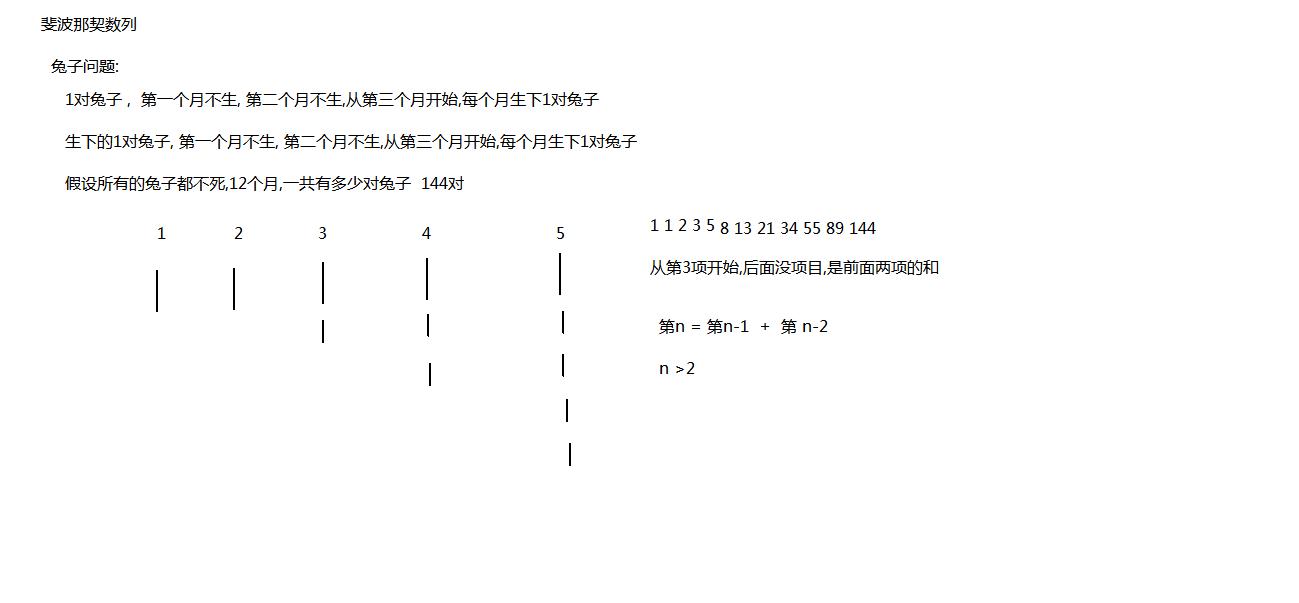 斐波那契数列
兔子问题:
1对兔子 ,  第一个月不生, 第二个月不生,从第三个月开始,每个月生下1对兔子
生下的1对兔子, 第一个月不生, 第二个月不生,从第三个月开始,每个月生下1对兔子
假设所有的兔子都不死,12个月,一共有多少对兔子  144对
1 2 3 4 5
1 1 2 3 5 8 13 21 34 55 89 144
从第3项开始,后面没项目,是前面两项的和
第n = 第n-1  +  第 n-2
n >2